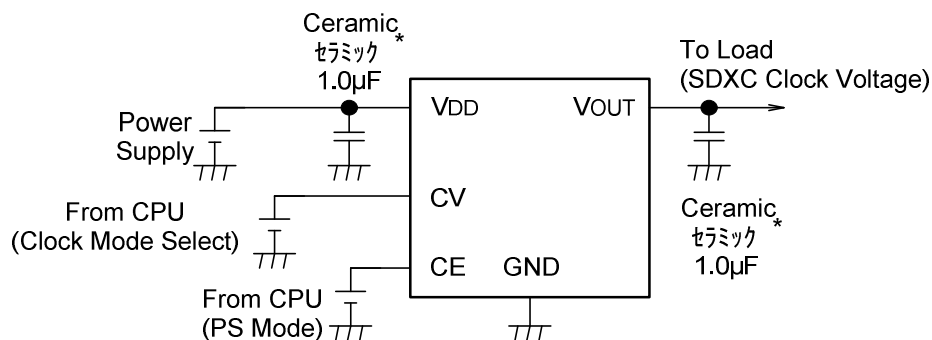 Ceramic *
ｾﾗﾐｯｸ
1.0µF
To Load
(SDXC Clock Voltage)
VDD
VOUT
Power
Supply
CV
From CPU
(Clock Mode Select)
Ceramic *
ｾﾗﾐｯｸ
1.0µF
CE
GND
From CPU
(PS Mode)